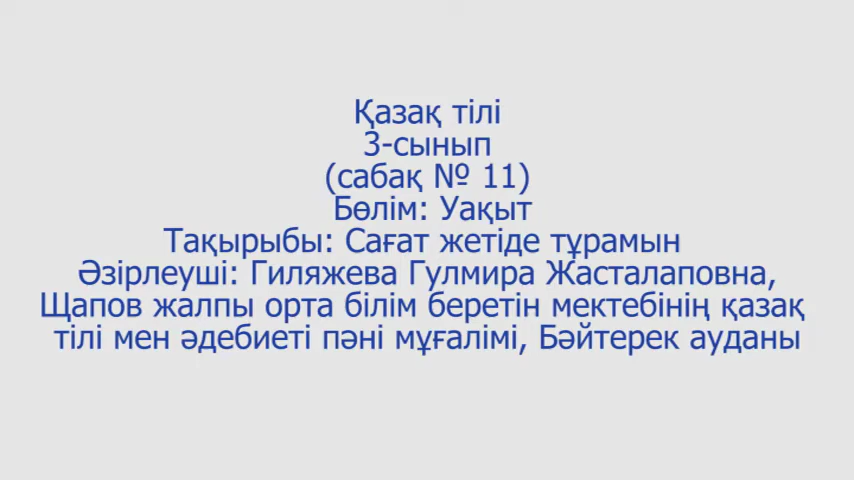 Қазақ тілі
3-сынып
(сабақ № 11)
Бөлім: Уақыт
Тақырыбы: Сағат жетіде тұрамын
Әзірлеуші: Гиляжева Гулмира Жасталаповна,
Щапов жалпы орта білім беретін мектебінің қазақ
тілі мен әдебиеті пәні мұғалімі, Бәйтерек ауданы